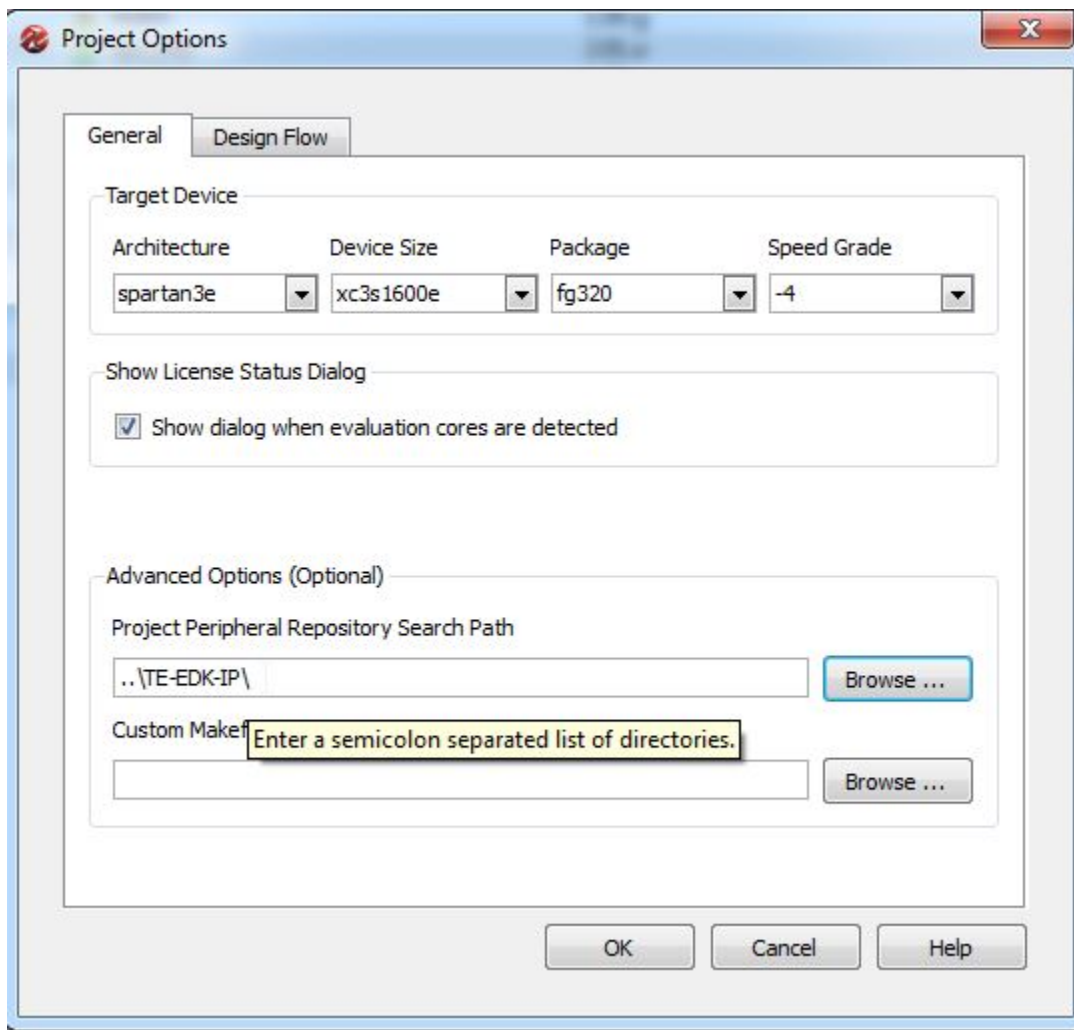 Project Options
General
Design Flow
Target Device
Architecture
Device Size
Package
Speed Grade
spartan3e
xc3s1600e
fg320
-4
Show License Status Dialog
Show dialog when evaluation cores are detected
Advanced Options (Optional)
Project Peripheral Repository Search Path
..\TE-EDK-IP\
Browse ...
Custom
Enter a semicolon separated list of directories.
Browse ...
OK
Cancel
Help